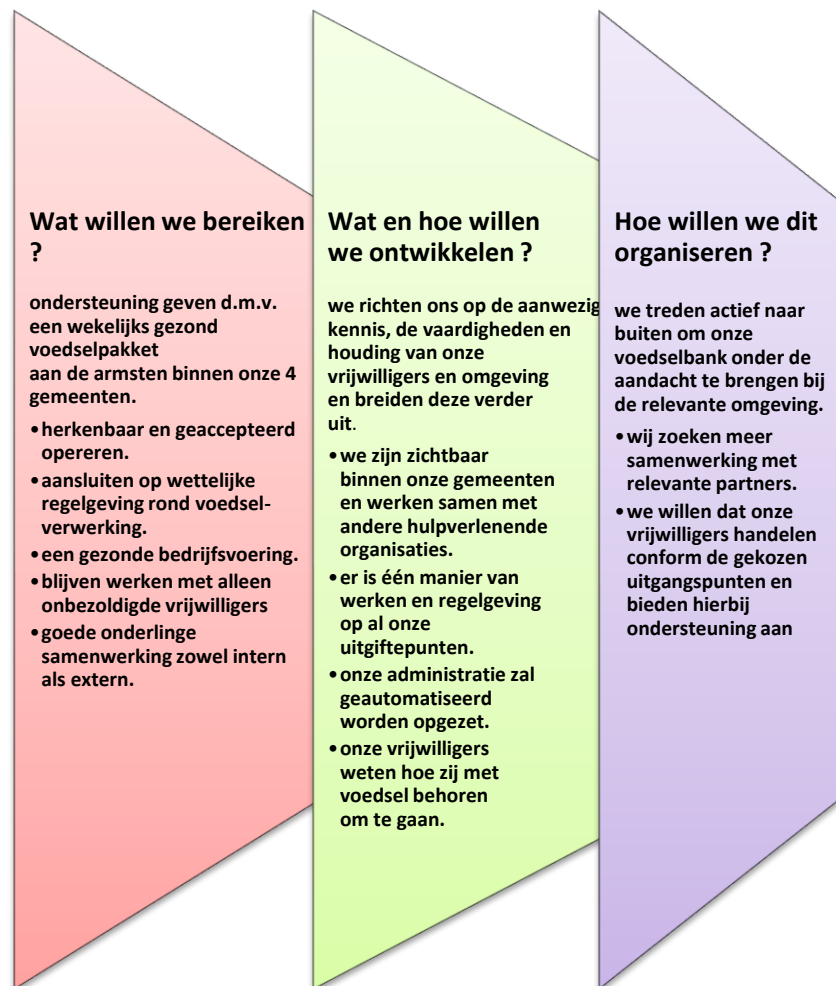 Wat willen we bereiken
?
ondersteuning geven d.m.v.
een wekelijks gezond
voedselpakket
aan de armsten binnen onze 4
gemeenten.
•herkenbaar en geaccepteerd
opereren.
•aansluiten op wettelijke
regelgeving rond voedsel-
verwerking.
•een gezonde bedrijfsvoering.
•blijven werken met alleen
onbezoldigde vrijwilligers
•goede onderlinge
samenwerking zowel intern
als extern.
Wat en hoe willen
we ontwikkelen ?
we richten ons op de aanwezig
kennis, de vaardigheden en
houding van onze
vrijwilligers en omgeving
en breiden deze verder
uit.
•we zijn zichtbaar
binnen onze gemeenten
en werken samen met
andere hulpverlenende
organisaties.
•er is één manier van
werken en regelgeving
op al onze
uitgiftepunten.
•onze administratie zal
geautomatiseerd
worden opgezet.
•onze vrijwilligers
weten hoe zij met
voedsel behoren
om te gaan.
Hoe willen we dit
organiseren ?
we treden actief naar
buiten om onze
voedselbank onder de
aandacht te brengen bij
de relevante omgeving.
•wij zoeken meer
samenwerking met
relevante partners.
•we willen dat onze
vrijwilligers handelen
conform de gekozen
uitgangspunten en
bieden hierbij
ondersteuning aan